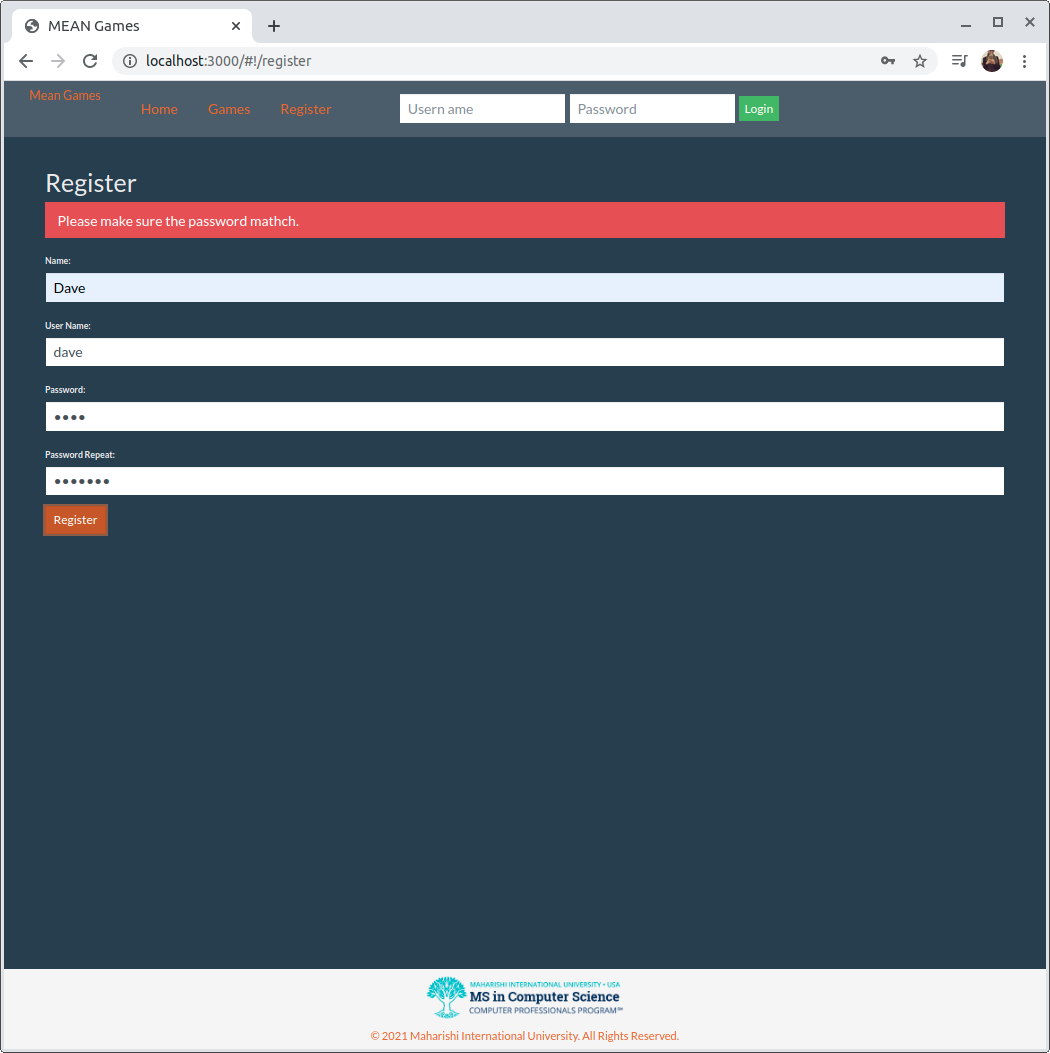 MEAN Games
localhost:3000/#!/register
Mean Games
Home Games Register Usern ame Password Login
Register
Please make sure the password mathch.
Name:
Dave
User Name:
dave
Password:
••••
Password Repeat:
•••••••
Register
MAHARISHI INTERNATIONAL UNIVERSITY • USA
MS in Computer Science
COMPUTER PROFESSIONALS PROGRAM℠
© 2021 Maharishi International University. All Rights Reserved.